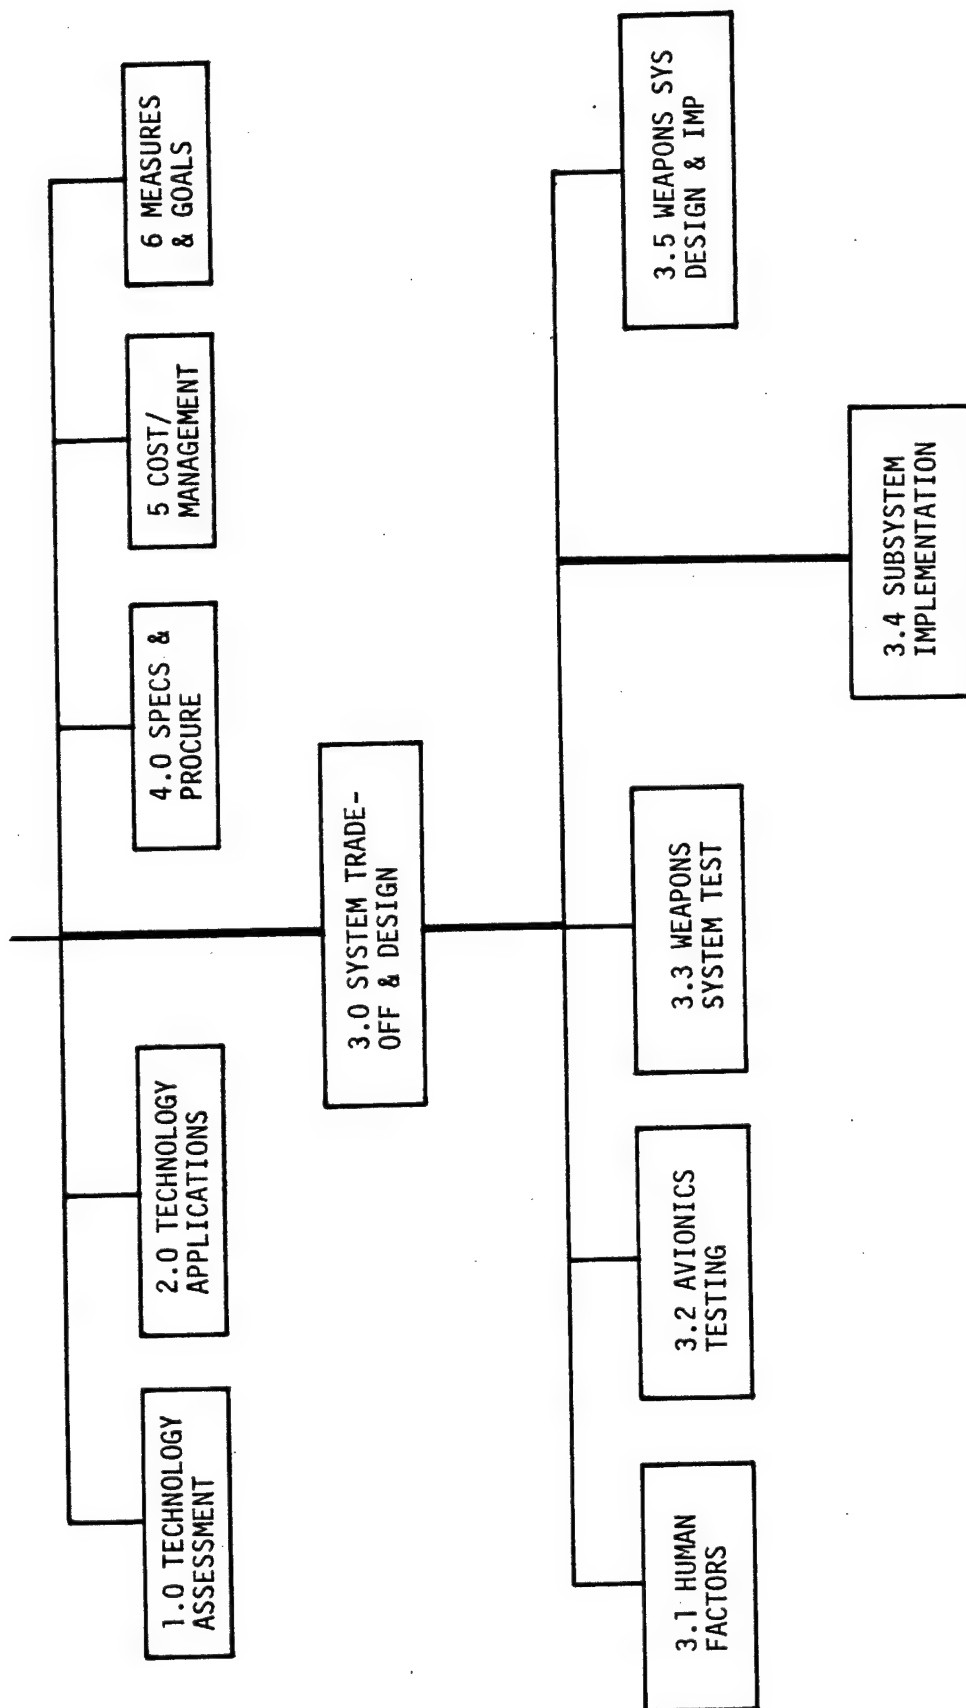 1.0 TECHNOLOGY
ASSESSMENT
2.0 TECHNOLOGY
APPLICATIONS
3.0 SYSTEM TRADE-
OFF & DESIGN
4.0 SPECS &
PROCURE
5 COST/
MANAGEMENT
6 MEASURES
& GOALS
3.1 HUMAN
FACTORS
3.2 AVIONICS
TESTING
3.3 WEAPONS
SYSTEM TEST
3.4 SUBSYSTEM
IMPLEMENTATION
3.5 WEAPONS SYS
DESIGN & IMP